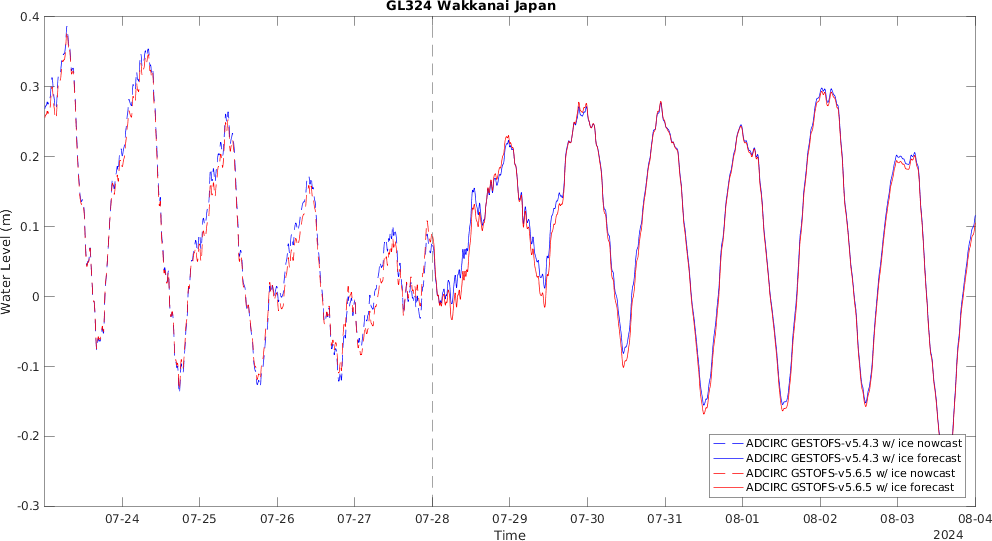 GL324 Wakkanai Japan
0.4
0.3
0.2
0.1
0
-0.1
-0.2
-0.3
Water Level (m)
ADCIRC GESTOFS-v5.4.3 w/ ice nowcast
ADCIRC GESTOFS-v5.4.3 w/ ice forecast
ADCIRC GSTOFS-v5.6.5 w/ ice nowcast
ADCIRC GSTOFS-v5.6.5 w/ ice forecast
07-24 07-25 07-26 07-27 07-28 07-29 07-30 07-31 08-01 08-02 08-03 08-04
Time 2024